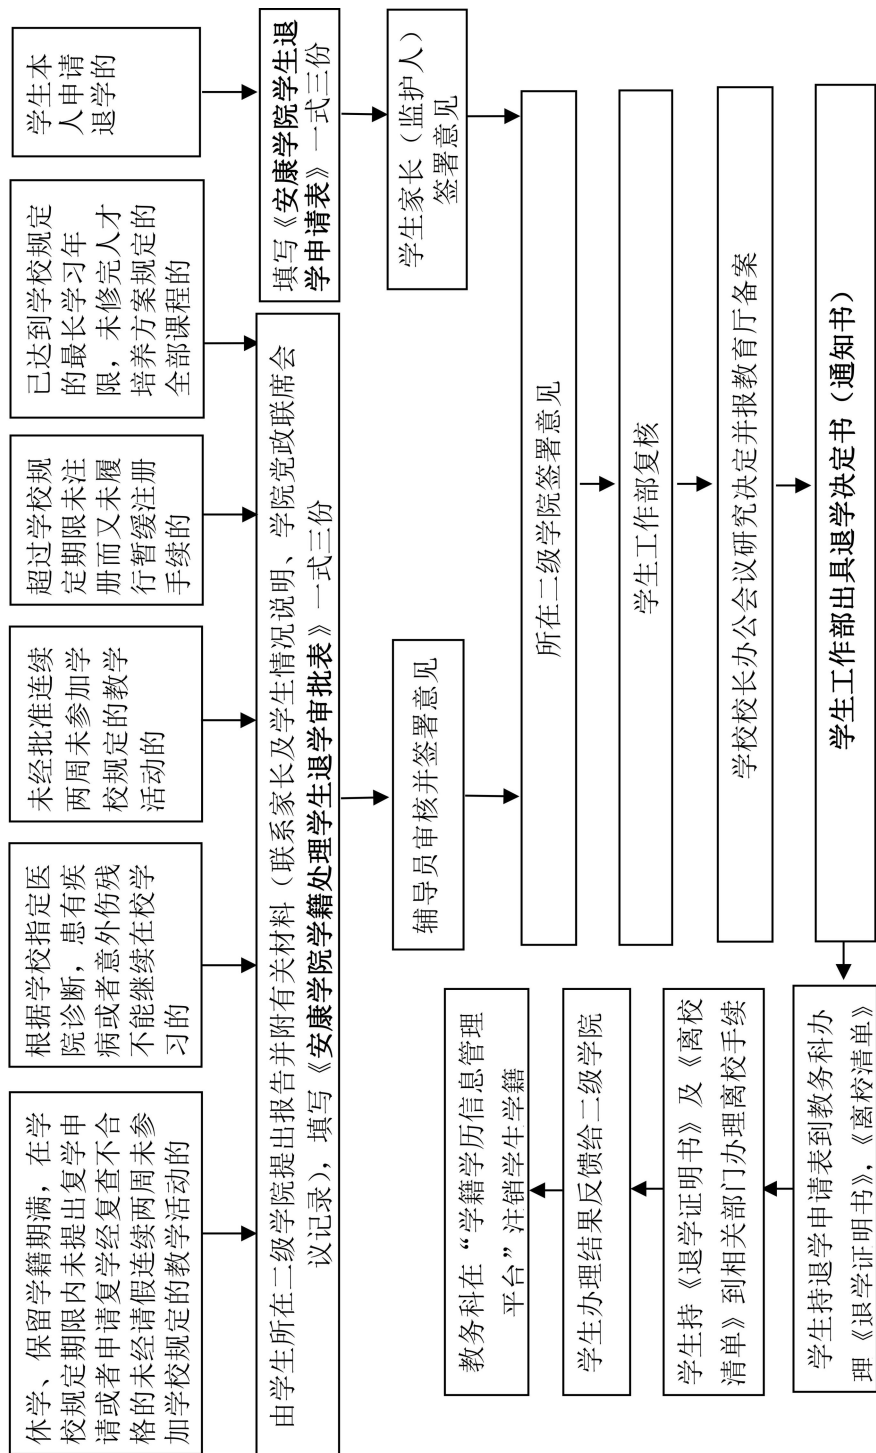 休学、保留学籍期满，在学
校规定期限内未提出复学申
请或者申请复学经复查不合
格的未经请假连续两周未参
加学校规定的教学活动的
根据学校指定医
院诊断，患有疾
病或者意外伤残
不能继续在校学
习的
未经批准连续
两周未参加学
校规定的教学
活动的
超过学校规
定期限未注
册而又未履
行暂缓注册
手续的
已达到学校规定
的最长学习年
限，未修完人才
培养方案规定的
全部课程的
学生本
人申请
退学的
由学生所在二级学院提出报告并附有关材料（联系家长及学生情况说明、学院党政联席会
议记录），填写《安康学院学籍处理学生退学审批表》一式三份
填写《安康学院学生退
学申请表》一式三份
辅导员审核并签署意见
学生家长（监护人）
签署意见
所在二级学院签署意见
学生工作部复核
学校校长办公会议研究决定并报教育厅备案
学生工作部出具退学决定书（通知书）
学生持退学申请表到教务科办
理《退学证明书》，《离校清单》
学生持《退学证明书》及《离校
清单》到相关部门办理离校手续
学生办理结果反馈给二级学院
教务科在“学籍学历信息管理
平台”注销学生学籍